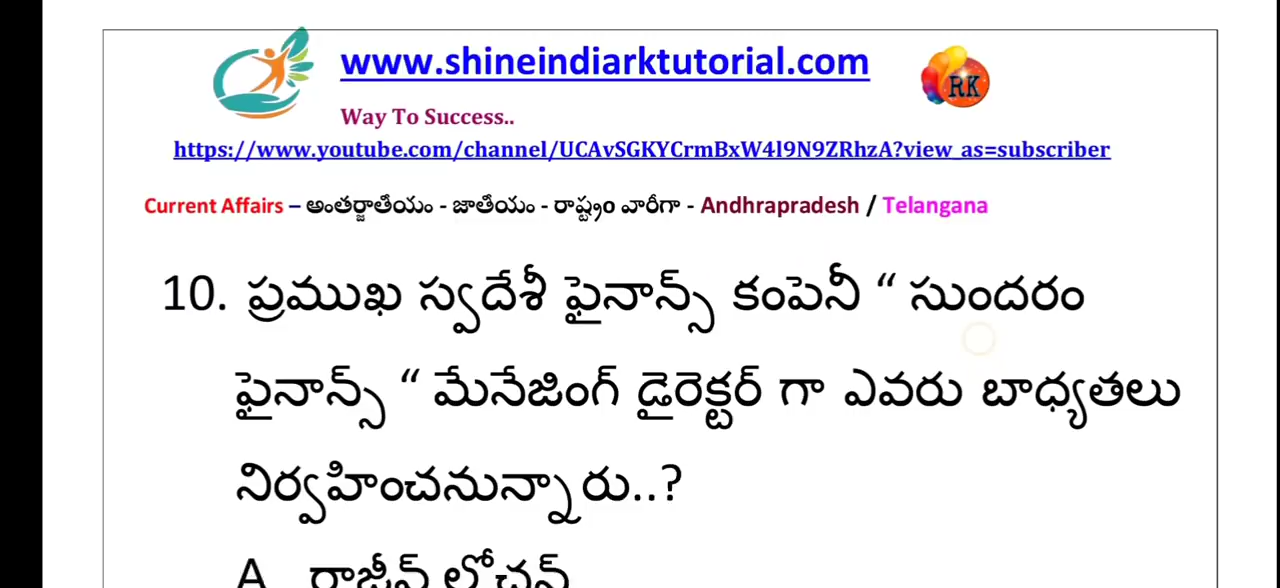 www.shineindiarktutorial.com
RK
Way To Success..
https://www.youtube.com/channel/UCAvSGKYCrmBxW4l9N9ZRhzA?view_as=subscriber
Current Affairs – అంతర్జాతీయం - జాతీయం - రాష్ట్రం వారీగా - Andhrapradesh / Telangana
10. ప్రముఖ స్వదేశీ ఫైనాన్స్ కంపెనీ “ సుందరం
ఫైనాన్స్ “ మేనేజింగ్ డైరెక్టర్ గా ఎవరు బాధ్యతలు
నిర్వహించనున్నారు..?
A రాజీవ్ లోచన్